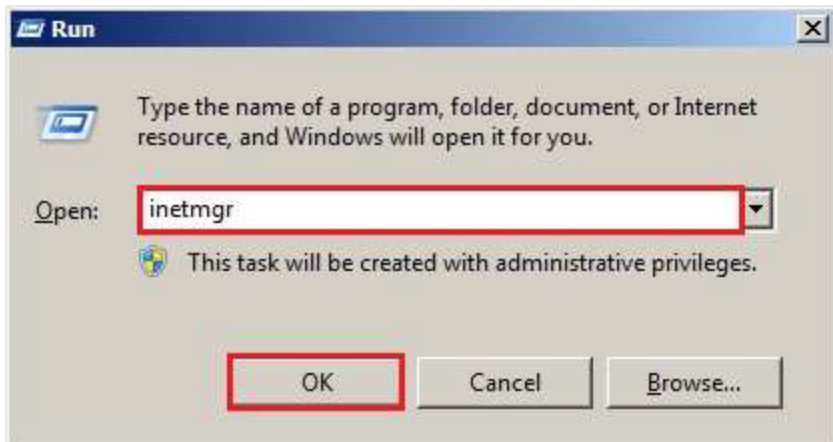 Run
Type the name of a program, folder, document, or Internet
resource, and Windows will open it for you.
Open: inetmgr
This task will be created with administrative privileges.
OK Cancel Browse...